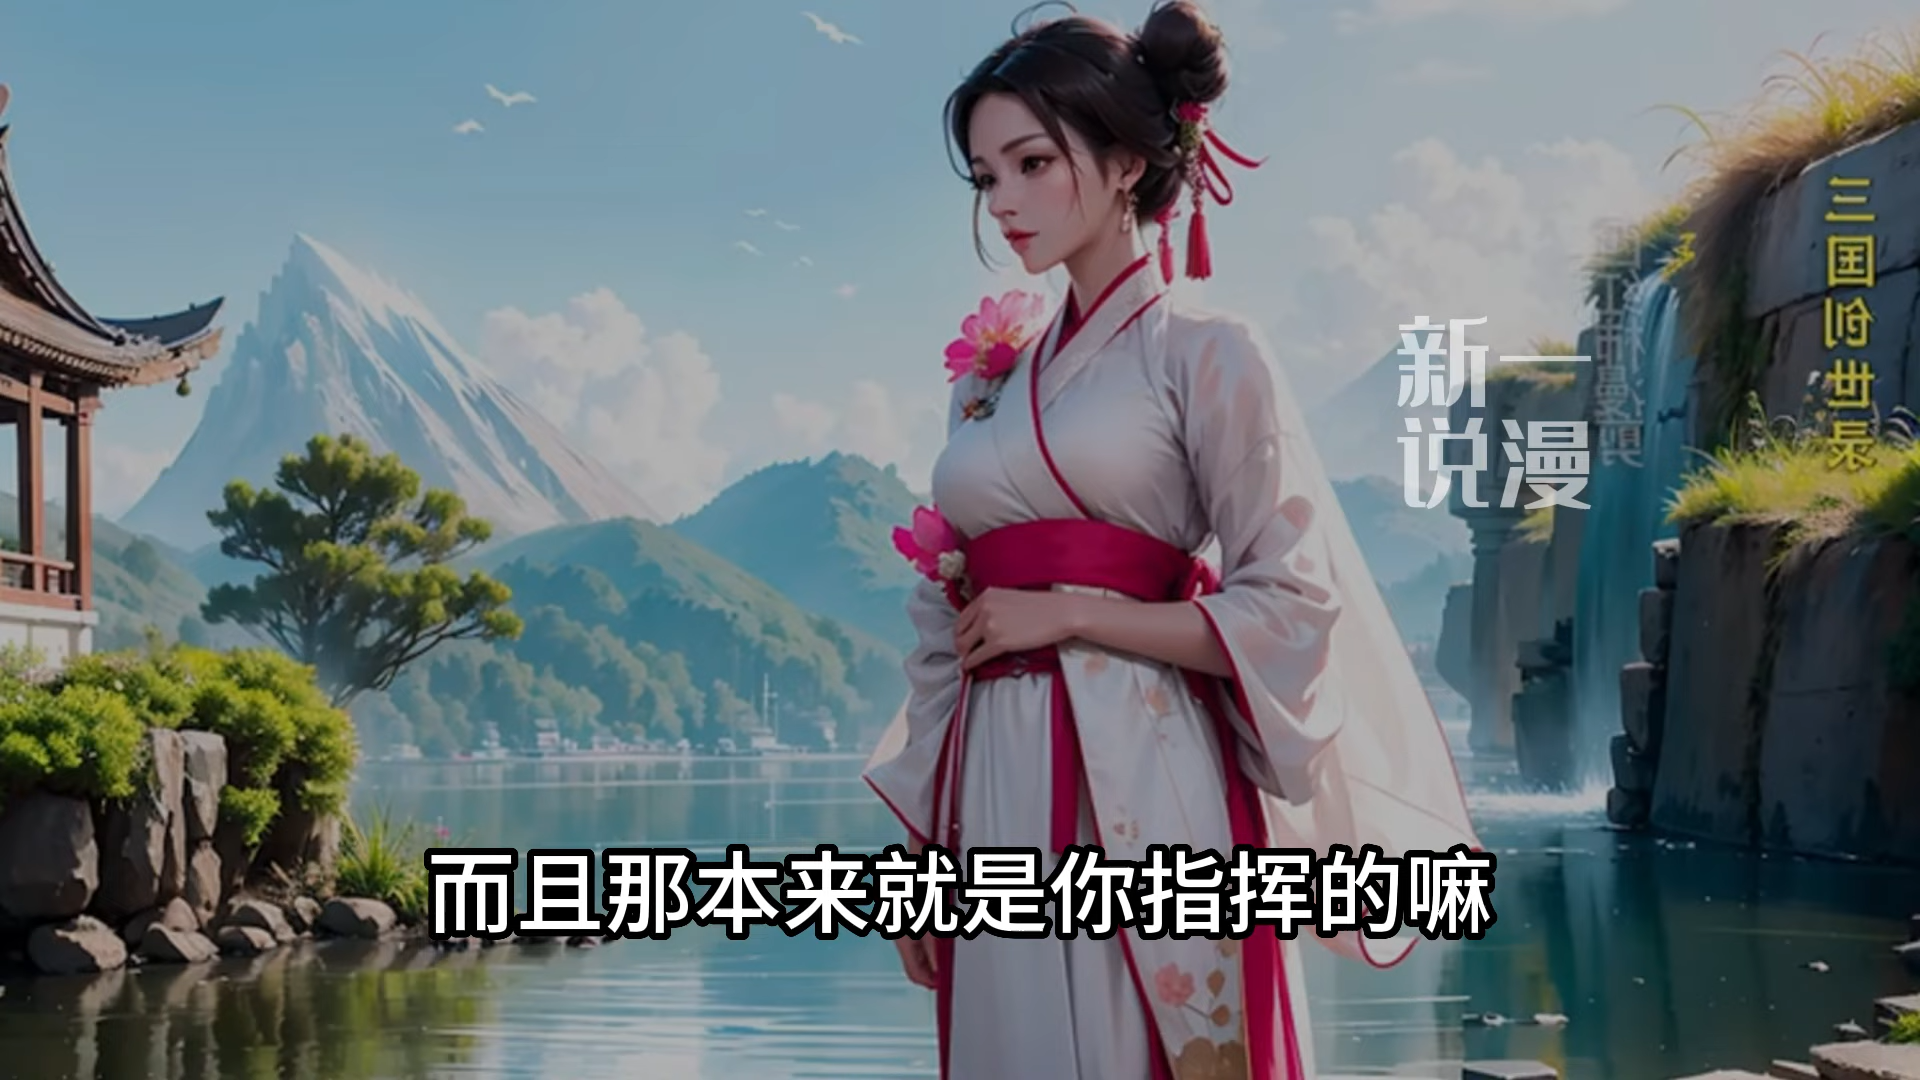 三国创世录
新一
说漫
而且那本来就是你指挥的嘛